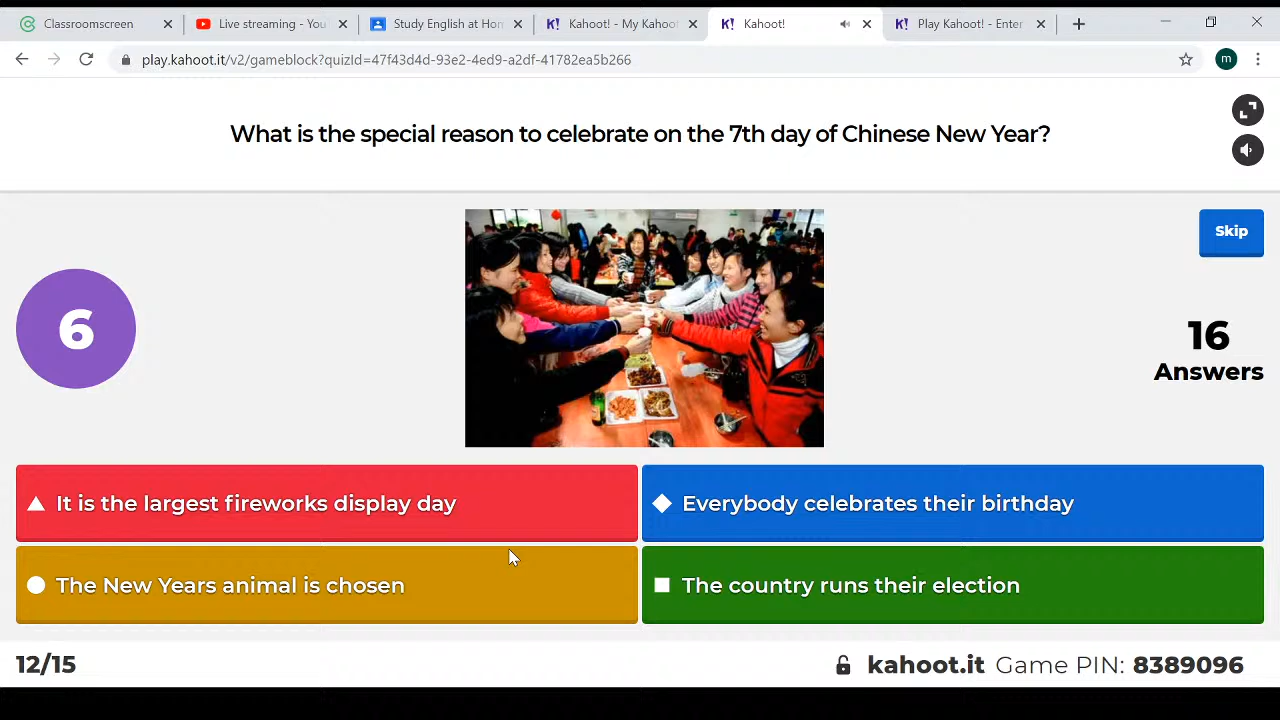 Classroomscreen
Live streaming - You
Study English at Hon
K! Kahoot! - My Kahoot
K! Kahoot!
K! Play Kahoot! - Enter
play.kahoot.it/v2/gameblock?quizId=47f43d4d-93e2-4ed9-a2df-41782ea5b266
m
What is the special reason to celebrate on the 7th day of Chinese New Year?
Skip
6
16
Answers
It is the largest fireworks display day
Everybody celebrates their birthday
The New Years animal is chosen
The country runs their election
12/15
kahoot.it Game PIN: 8389096